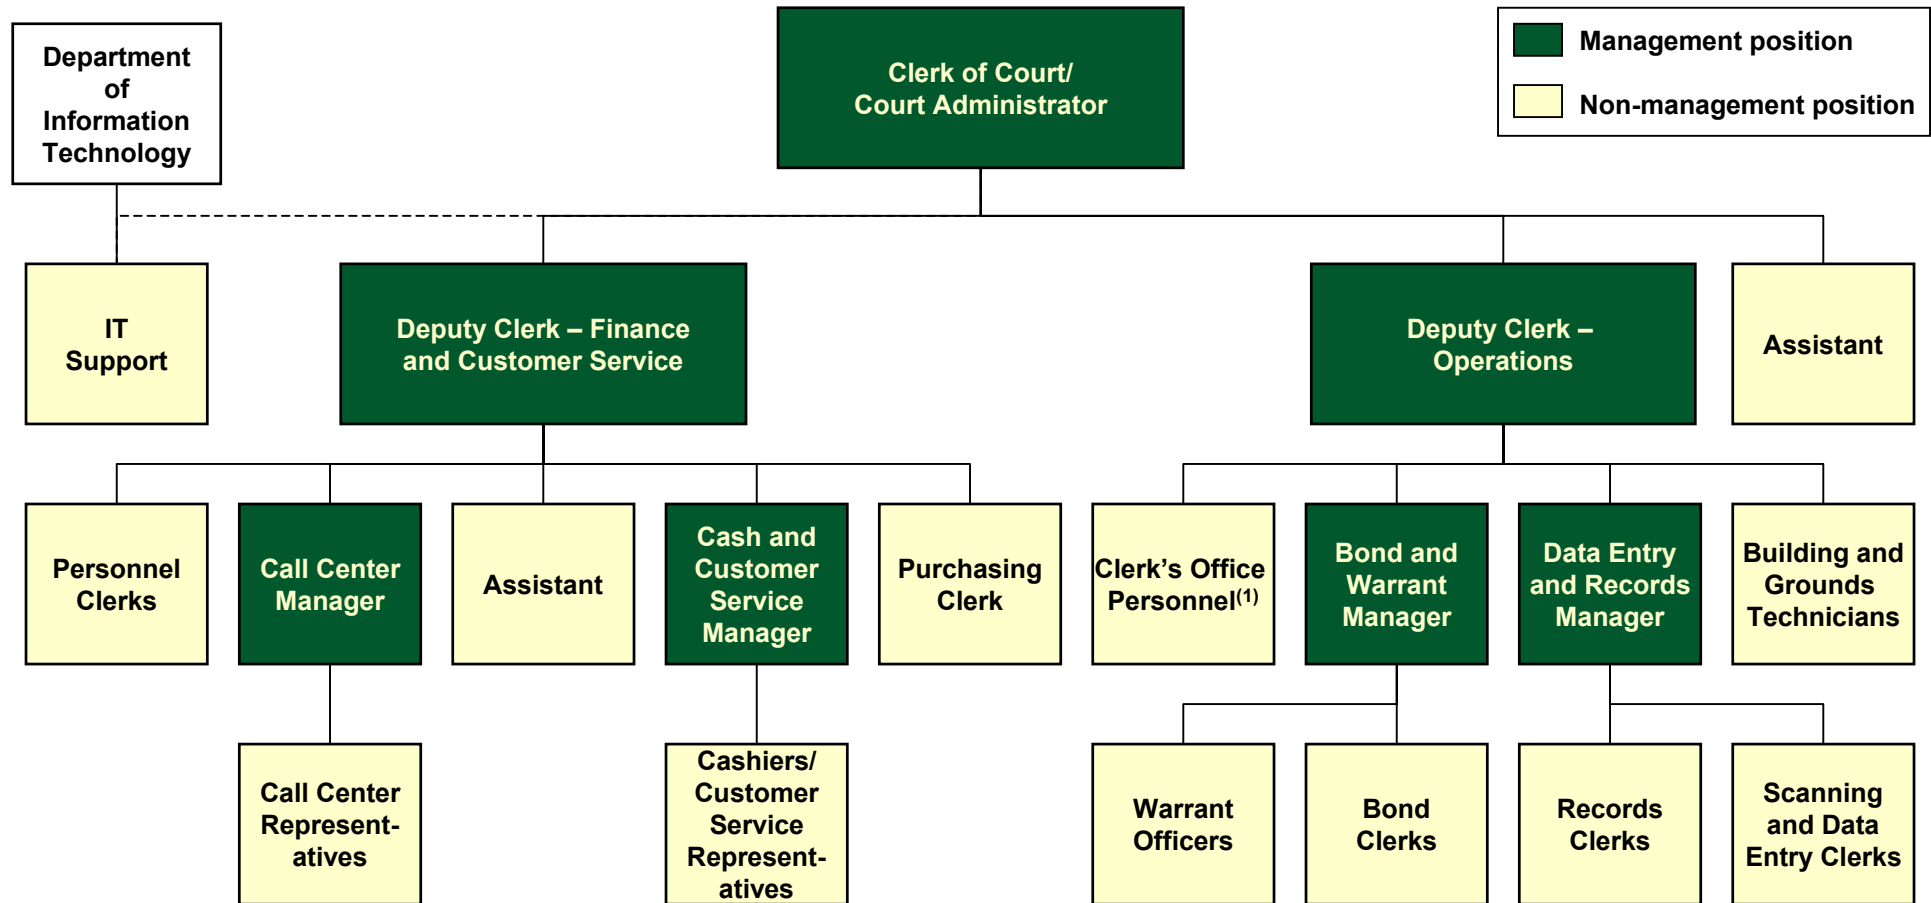 Department
of
Information
Technology
Clerk of Court/
Court Administrator
Management position
Non-management position
IT
Support
Deputy Clerk – Finance
and Customer Service
Deputy Clerk –
Operations
Assistant
Personnel
Clerks
Call Center
Manager
Assistant
Cash and
Customer
Service
Manager
Purchasing
Clerk
Clerk’s Office
Personnel(1)
Bond and
Warrant
Manager
Data Entry
and Records
Manager
Building and
Grounds
Technicians
Call Center
Represent-
atives
Cashiers/
Customer
Service
Represent-
atives
Warrant
Officers
Bond
Clerks
Records
Clerks
Scanning
and Data
Entry Clerks